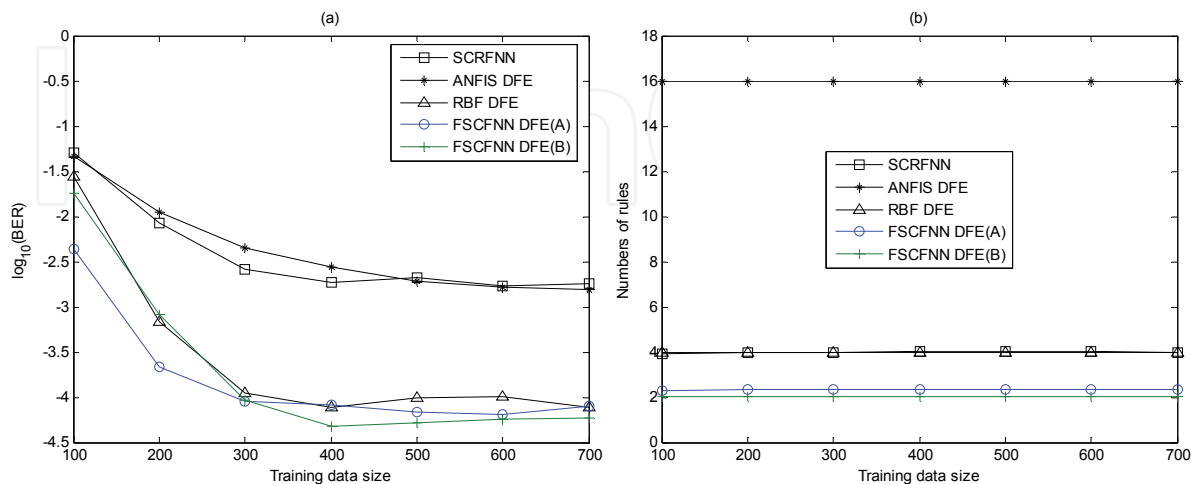 (a)
0
-0.5
-1
-1.5
-2
-2.5
-3
-3.5
-4
-4.5
log10(BER)
100 200 300 400 500 600 700
Training data size
SCRFNN
ANFIS DFE
RBF DFE
FSCFNN DFE(A)
FSCFNN DFE(B)
(b)
18
16
14
12
10
8
6
4
2
0
Numbers of rules
100 200 300 400 500 600 700
Training data size
SCRFNN
ANFIS DFE
RBF DFE
FSCFNN DFE(A)
FSCFNN DFE(B)